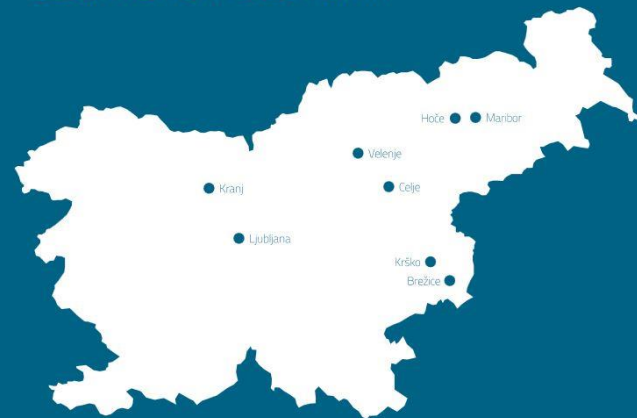 Hoče
Maribor
Velenje
Celje
Kranj
Ljubljana
Krško
Brežice